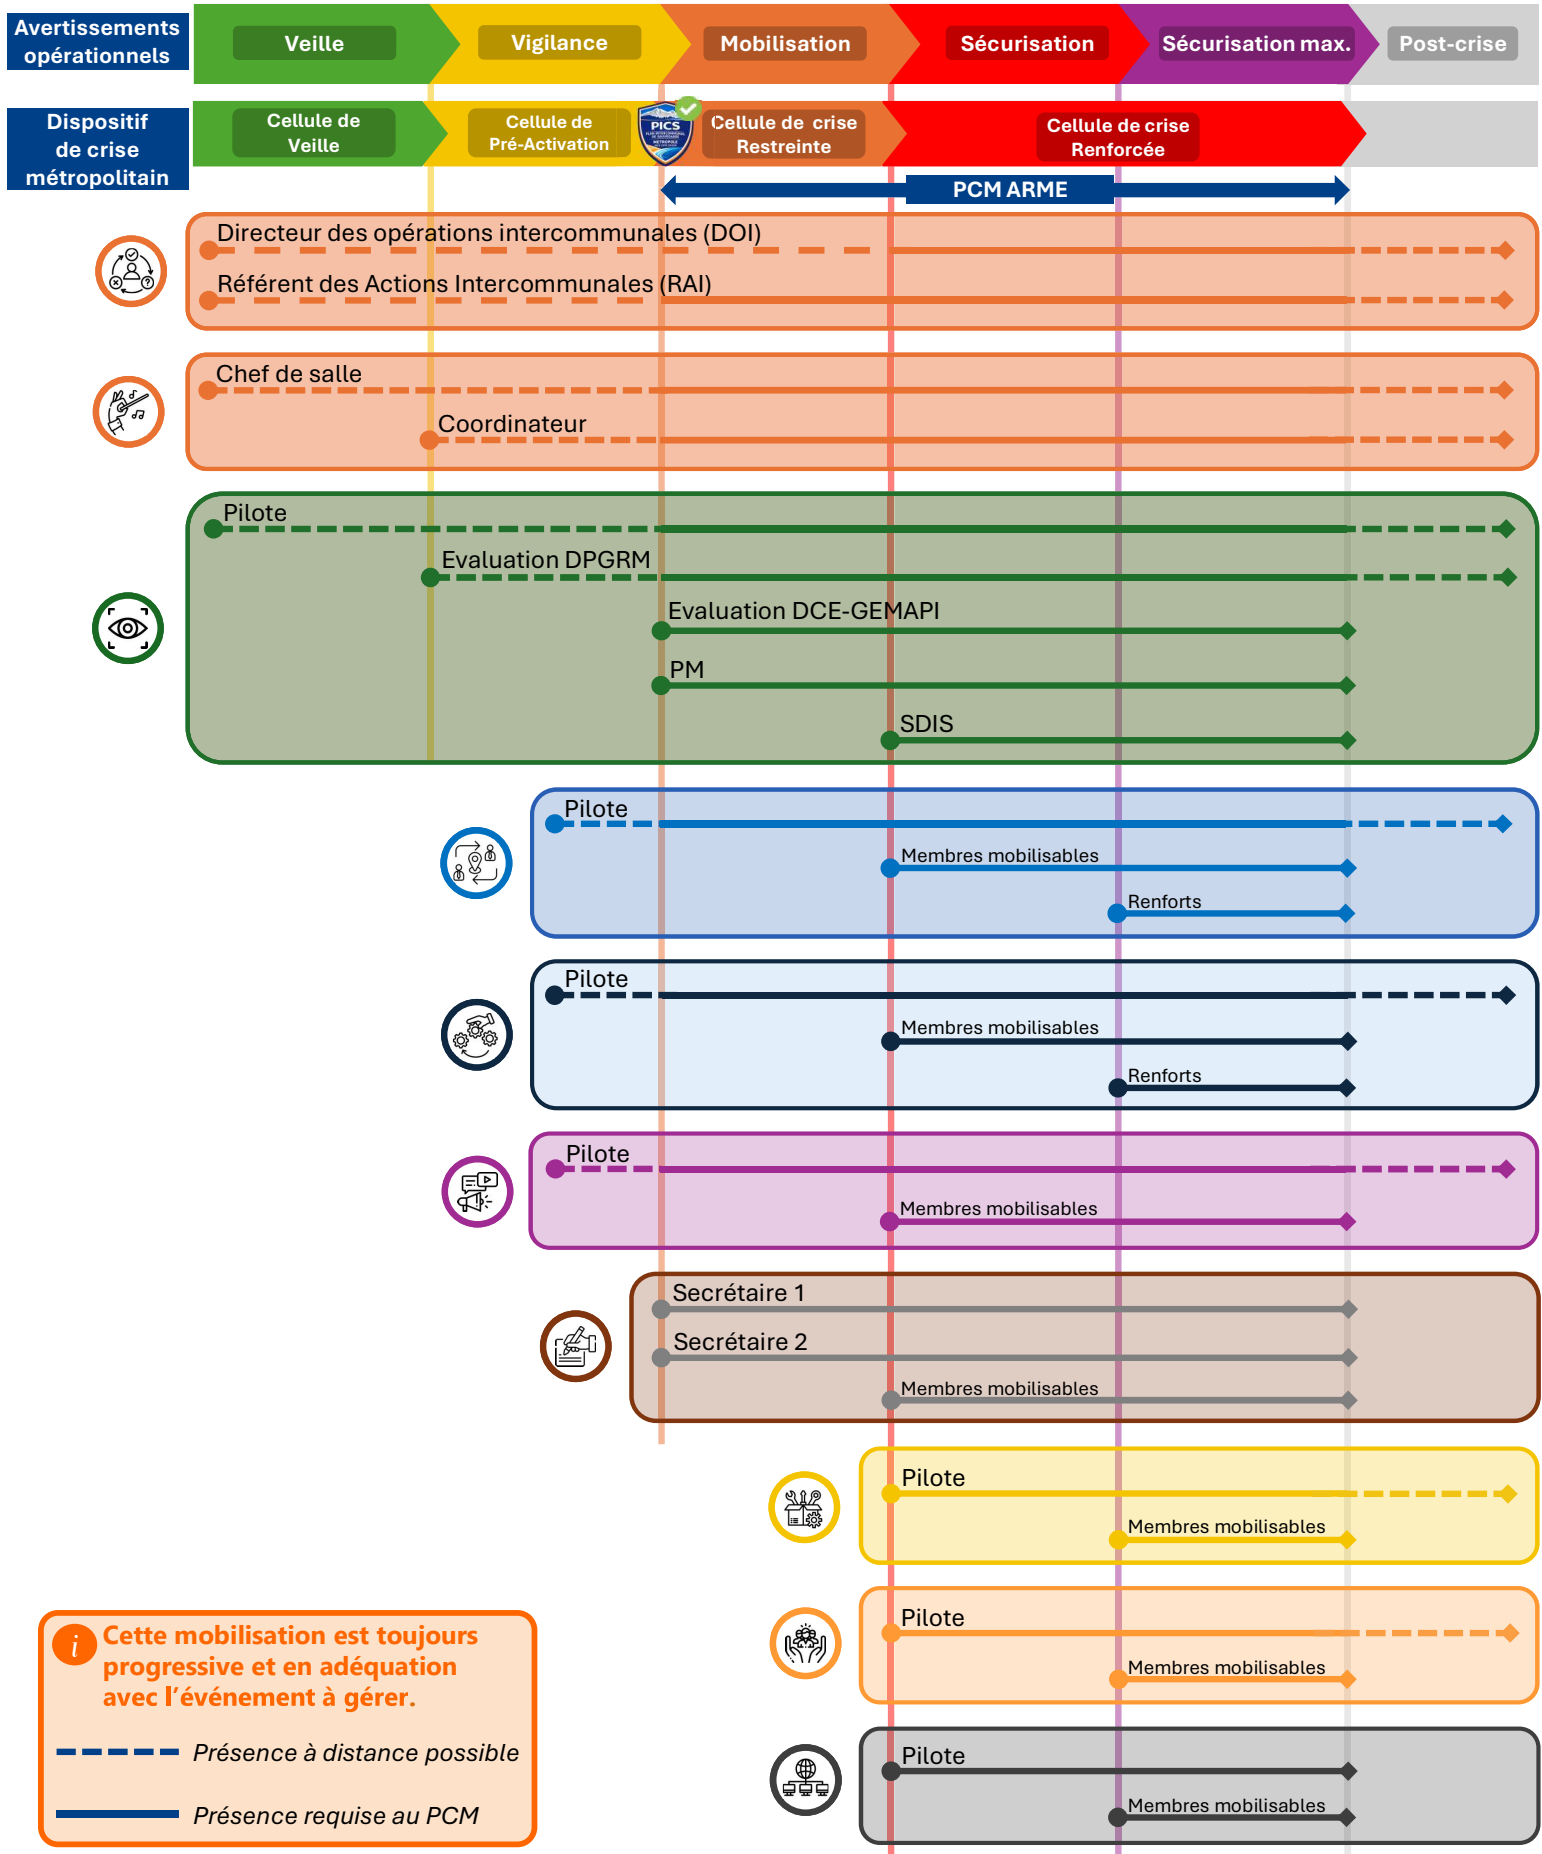 Avertissements
opérationnels
Veille
Vigilance
Mobilisation
Sécurisation
Sécurisation max.
Post-crise
Dispositif
de crise
métropolitain
Cellule de
Veille
Cellule de
Pré-Activation
PICS
Cellule de crise
Restreinte
Cellule de crise
Renforcée
PCM ARME
Directeur des opérations intercommunales (DOI)
Référent des Actions Intercommunales (RAI)
Chef de salle
Coordinateur
Pilote
Evaluation DPGRM
Evaluation DCE-GEMAPI
PM
SDIS
Pilote
Membres mobilisables
Renforts
Pilote
Membres mobilisables
Renforts
Pilote
Membres mobilisables
Secrétaire 1
Secrétaire 2
Membres mobilisables
Pilote
Membres mobilisables
Pilote
Membres mobilisables
Pilote
Membres mobilisables
i
Cette mobilisation est toujours
progressive et en adéquation
avec l'événement à gérer.
Présence à distance possible
Présence requise au PCM